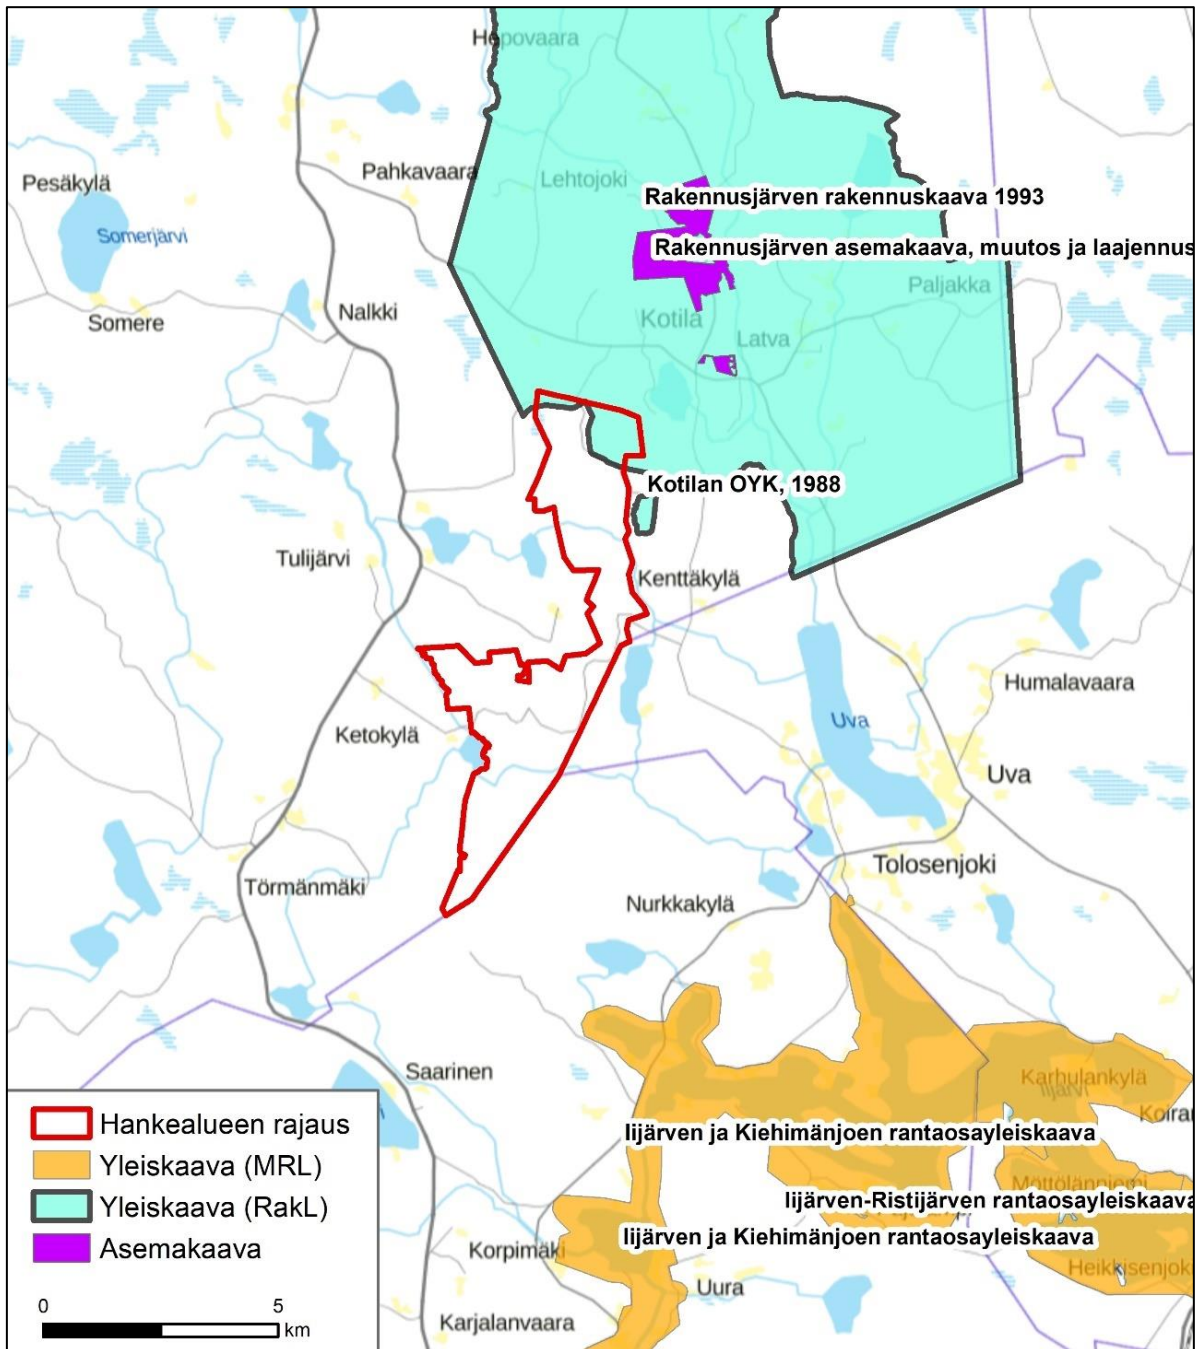 Hepovaara
Pahkavaara
Lehtojoki
Pesäkylä
Rakennusjärven rakennuskaava 1993
Somerjärvi
Rakennusjärven asemakaava, muutos ja laajennus
Paljakka
Nalkki
Somere
Kotila
Latva
Kotilan OYK, 1988
Tulijärvi
Kenttäkylä
Humalavaara
Uva
Ketokylä
Uva
Tolosenjoki
Törmänmäki
Nurkkakylä
Saarinen
Karhulankylä
Iijärvi
Koiran
Iijärven ja Kiehimänjoen rantaosayleiskaava
Möttölänniemi
Iijärven-Ristijärven rantaosayleiskaava
Iijärven ja Kiehimänjoen rantaosayleiskaava
Korpimäki
Heikkisenjoki
Uura
Karjalanvaara
Hankealueen rajaus
Yleiskaava (MRL)
Yleiskaava (RakL)
Asemakaava
0 5
km